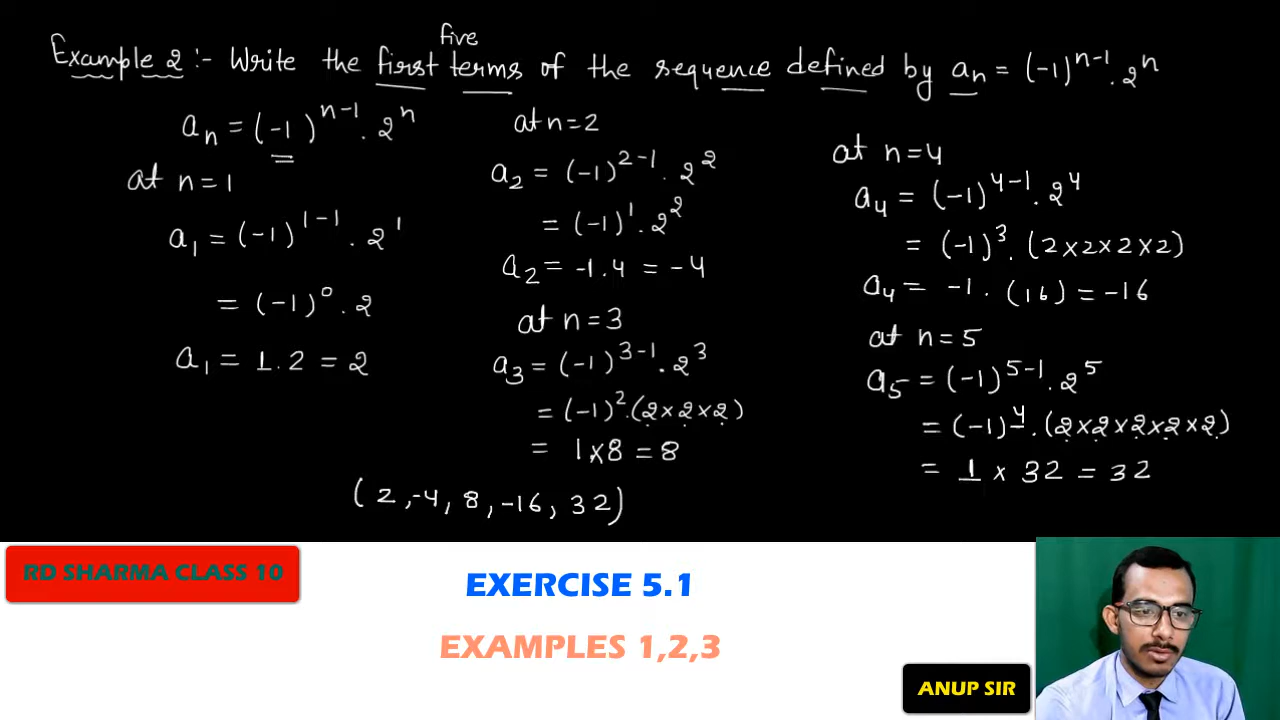 five
Example 2 :- Write the first terms of the sequence defined by aₙ = (-1)ⁿ⁻¹ . 2ⁿ
aₙ = (-1)ⁿ⁻¹ . 2ⁿ
at n=1
a₁ = (-1)¹⁻¹ . 2¹
= (-1)⁰ . 2
a₁ = 1 . 2 = 2
at n=2
a₂ = (-1)²⁻¹ . 2²
= (-1)¹ . 2²
a₂ = -1 . 4 = -4
at n=3
a₃ = (-1)³⁻¹ . 2³
= (-1)² . (2×2×2)
= 1×8 = 8
at n=4
a₄ = (-1)⁴⁻¹ . 2⁴
= (-1)³ . (2×2×2×2)
a₄ = -1 . (16) = -16
at n=5
a₅ = (-1)⁵⁻¹ . 2⁵
= (-1)⁴ . (2×2×2×2×2)
= 1 × 32 = 32
(2, -4, 8, -16, 32)
RD SHARMA CLASS 10
EXERCISE 5.1
EXAMPLES 1,2,3
ANUP SIR